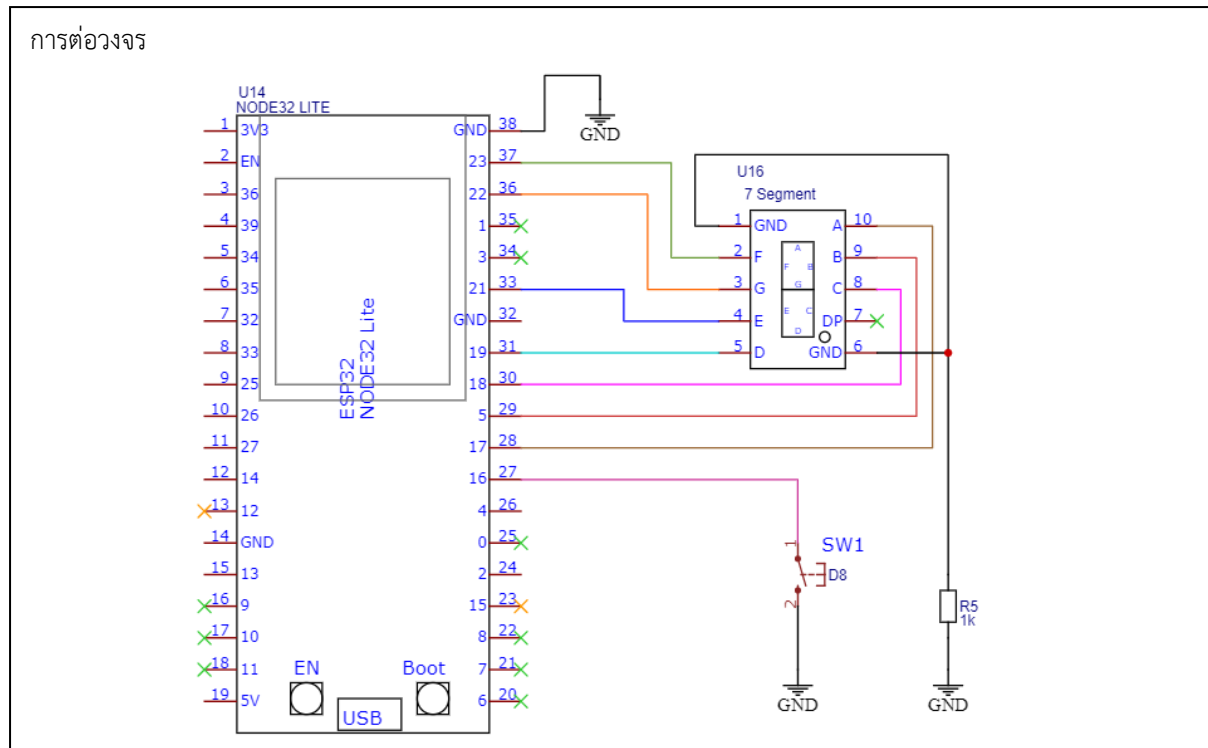 การต่อวงจร
U14
NODE32 LITE
1 3V3
2 EN
3 36
4 39
5 34
6 35
7 32
8 33
9 25
10 26
11 27
12 14
13 12
14 GND
15 13
16 9
17 10
18 11
19 5V
GND 38
23 37
22 36
1 35
3 34
21 33
GND 32
19 31
18 30
5 29
17 28
16 27
4 26
0 25
2 24
15 23
8 22
7 21
6 20
ESP32
NODE32 Lite
EN
Boot
USB
GND
U16
7 Segment
1 GND
2 F
3 G
4 E
5 D
A 10
B 9
C 8
DP 7
GND 6
A
F B
G
E C
D
SW1
1
D8
2
GND
R5
1k
GND